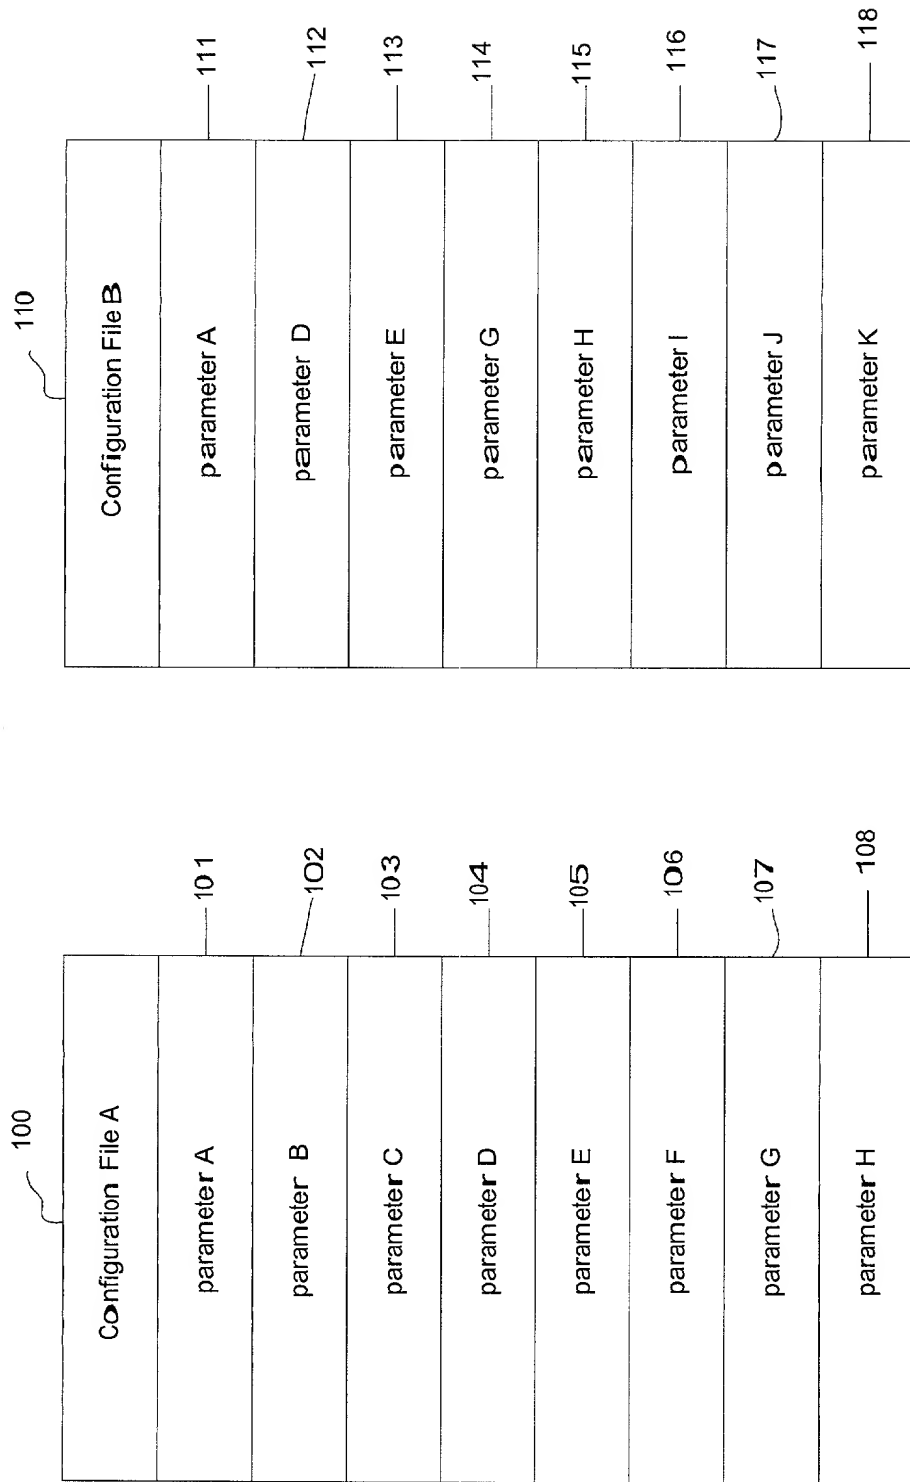 100
Configuration File A
parameter A
101
parameter B
102
parameter C
103
parameter D
104
parameter E
105
parameter F
106
parameter G
107
parameter H
108
110
Configuration File B
parameter A
111
parameter D
112
parameter E
113
parameter G
114
parameter H
115
parameter I
116
parameter J
117
parameter K
118